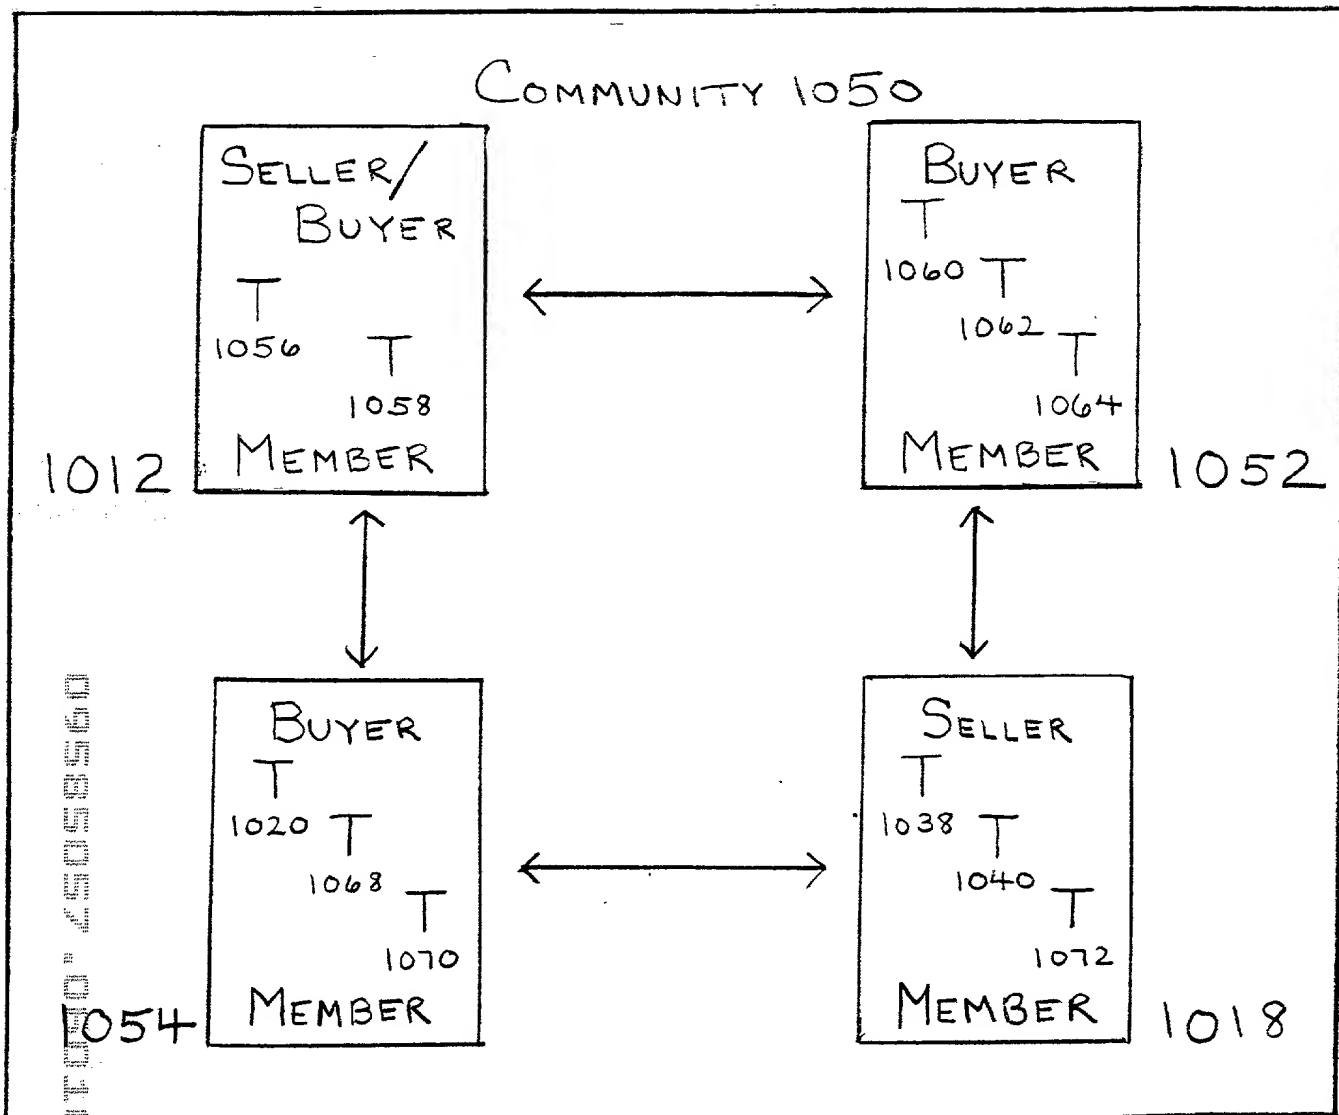 COMMUNITY 1050
SELLER/
BUYER
T
1056
T
1058
MEMBER
1012
BUYER
T
1060
T
1062
T
1064
MEMBER
1052
BUYER
T
1020
T
1068
T
1070
MEMBER
1054
SELLER
T
1038
T
1040
T
1072
MEMBER
1018